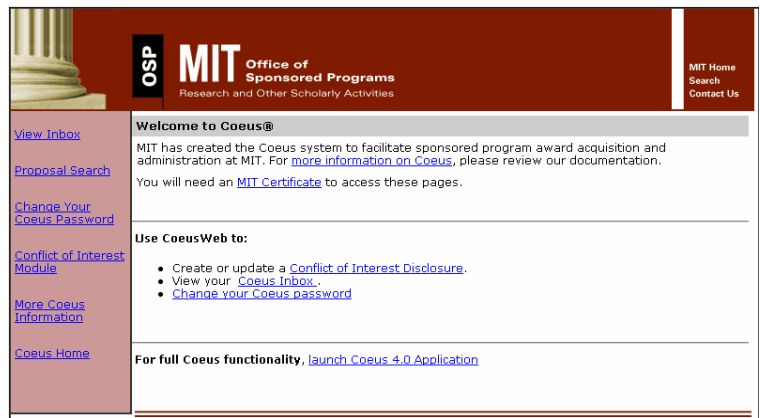 OSP
MIT Office of
Sponsored Programs
Research and Other Scholarly Activities
MIT Home
Search
Contact Us
View Inbox
Proposal Search
Change Your
Coeus Password
Conflict of Interest
Module
More Coeus
Information
Coeus Home
Welcome to Coeus®
MIT has created the Coeus system to facilitate sponsored program award acquisition and
administration at MIT. For more information on Coeus, please review our documentation.
You will need an MIT Certificate to access these pages.
Use CoeusWeb to:
• Create or update a Conflict of Interest Disclosure.
• View your Coeus Inbox .
• Change your Coeus password
For full Coeus functionality, launch Coeus 4.0 Application